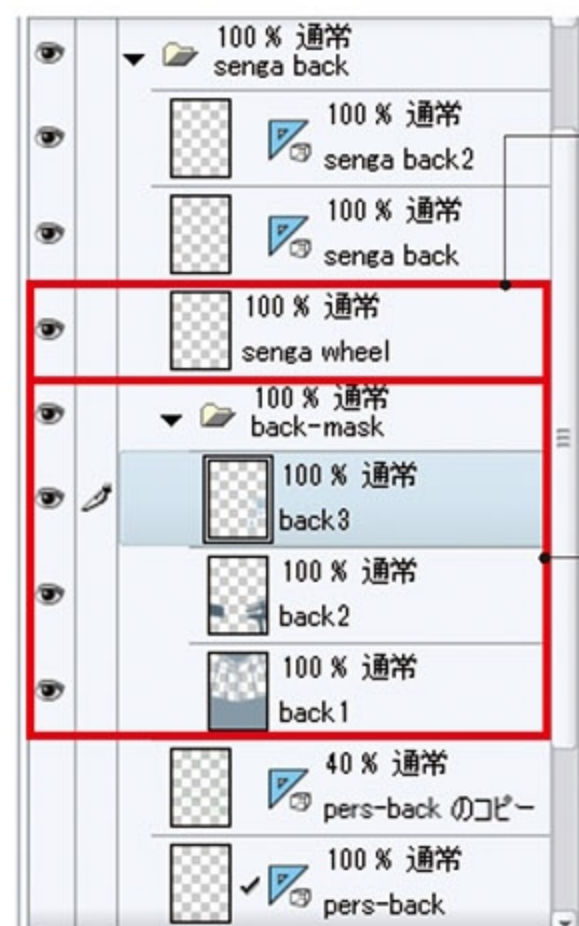 100 % 通常
senga back
100 % 通常
senga back2
100 % 通常
senga back
100 % 通常
senga wheel
100 % 通常
back-mask
100 % 通常
back3
100 % 通常
back2
100 % 通常
back1
40 % 通常
pers-back のコピー
100 % 通常
pers-back